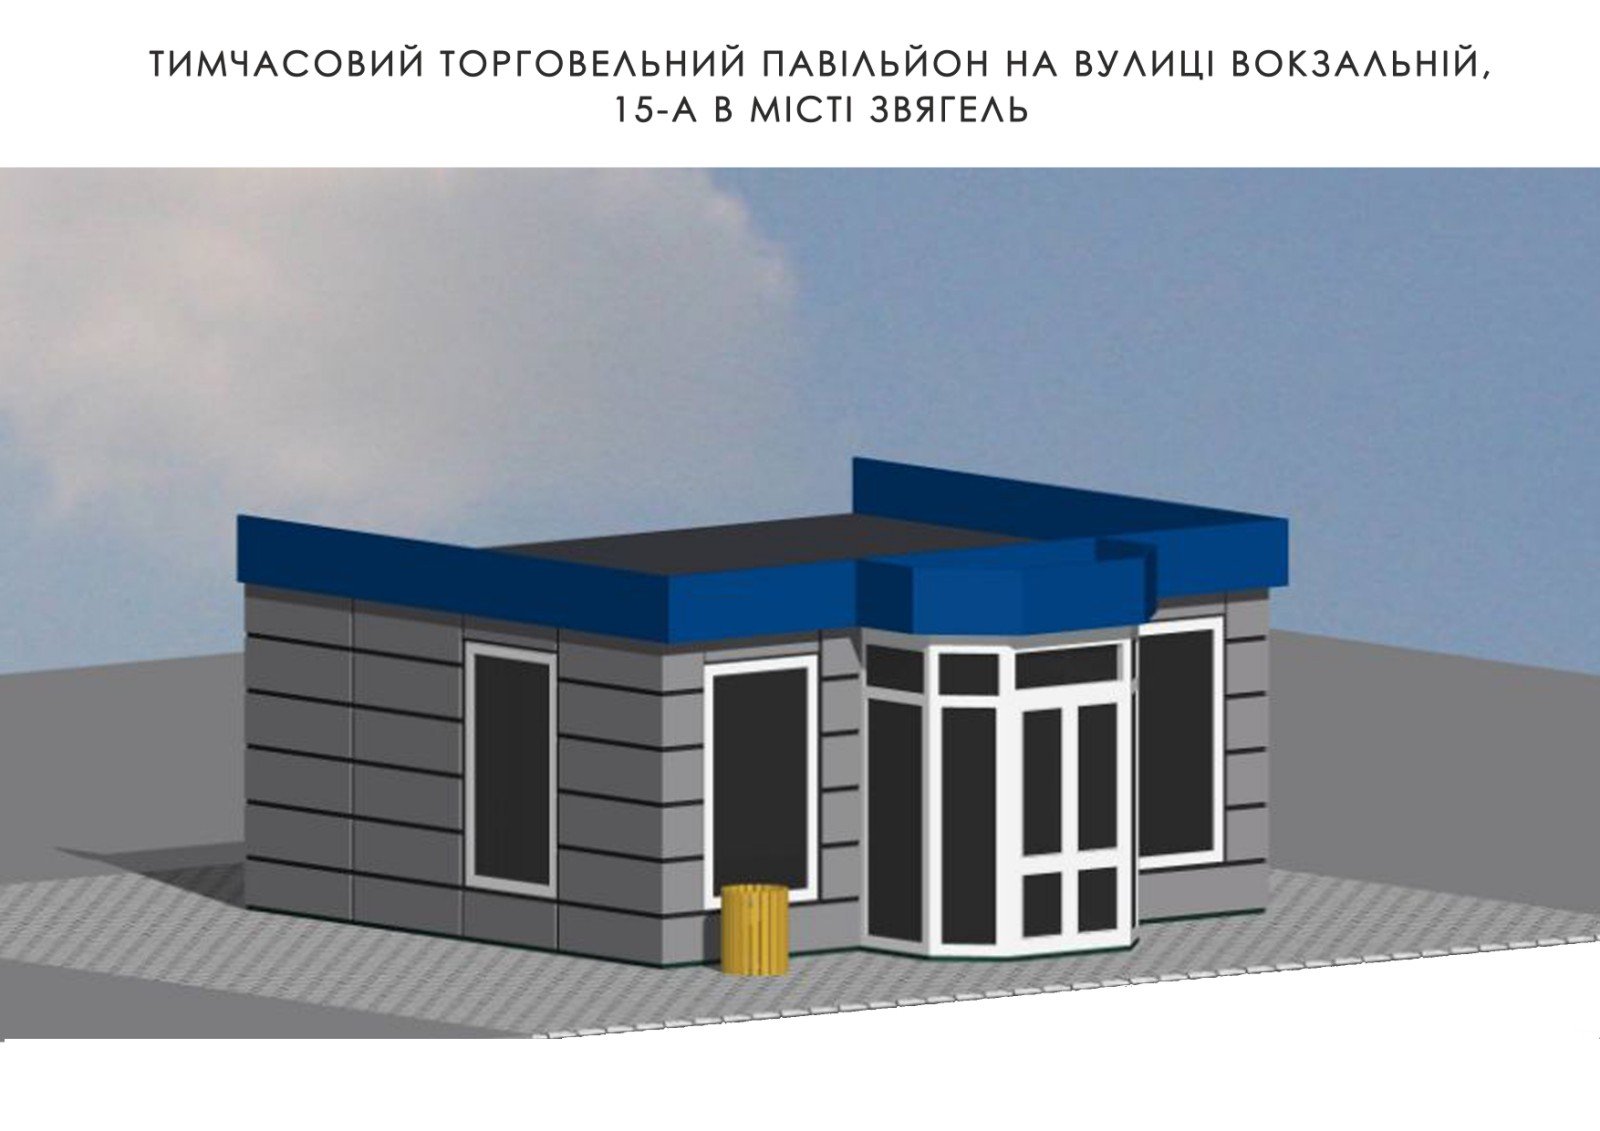 ТИМЧАСОВИЙ ТОРГОВЕЛЬНИЙ ПАВІЛЬЙОН НА ВУЛИЦІ ВОКЗАЛЬНІЙ,
15-А В МІСТІ ЗВЯГЕЛЬ